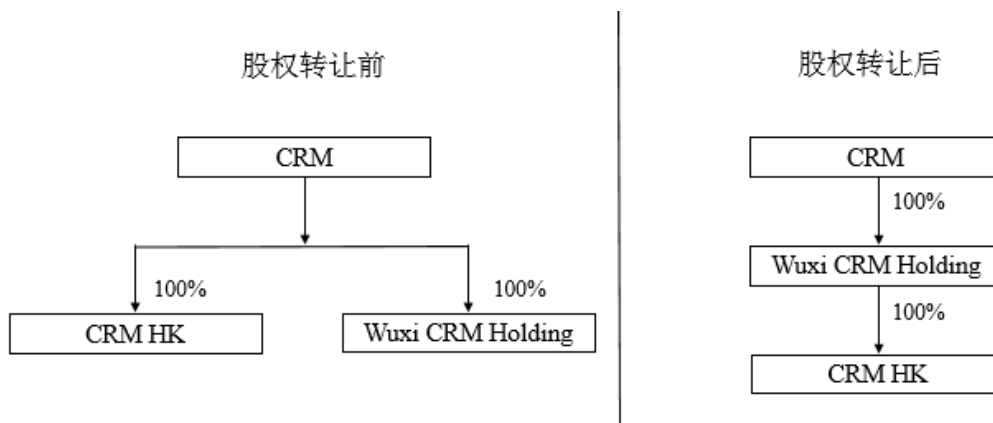 股权转让前
CRM
100%
100%
CRM HK
Wuxi CRM Holding
股权转让后
CRM
100%
Wuxi CRM Holding
100%
CRM HK